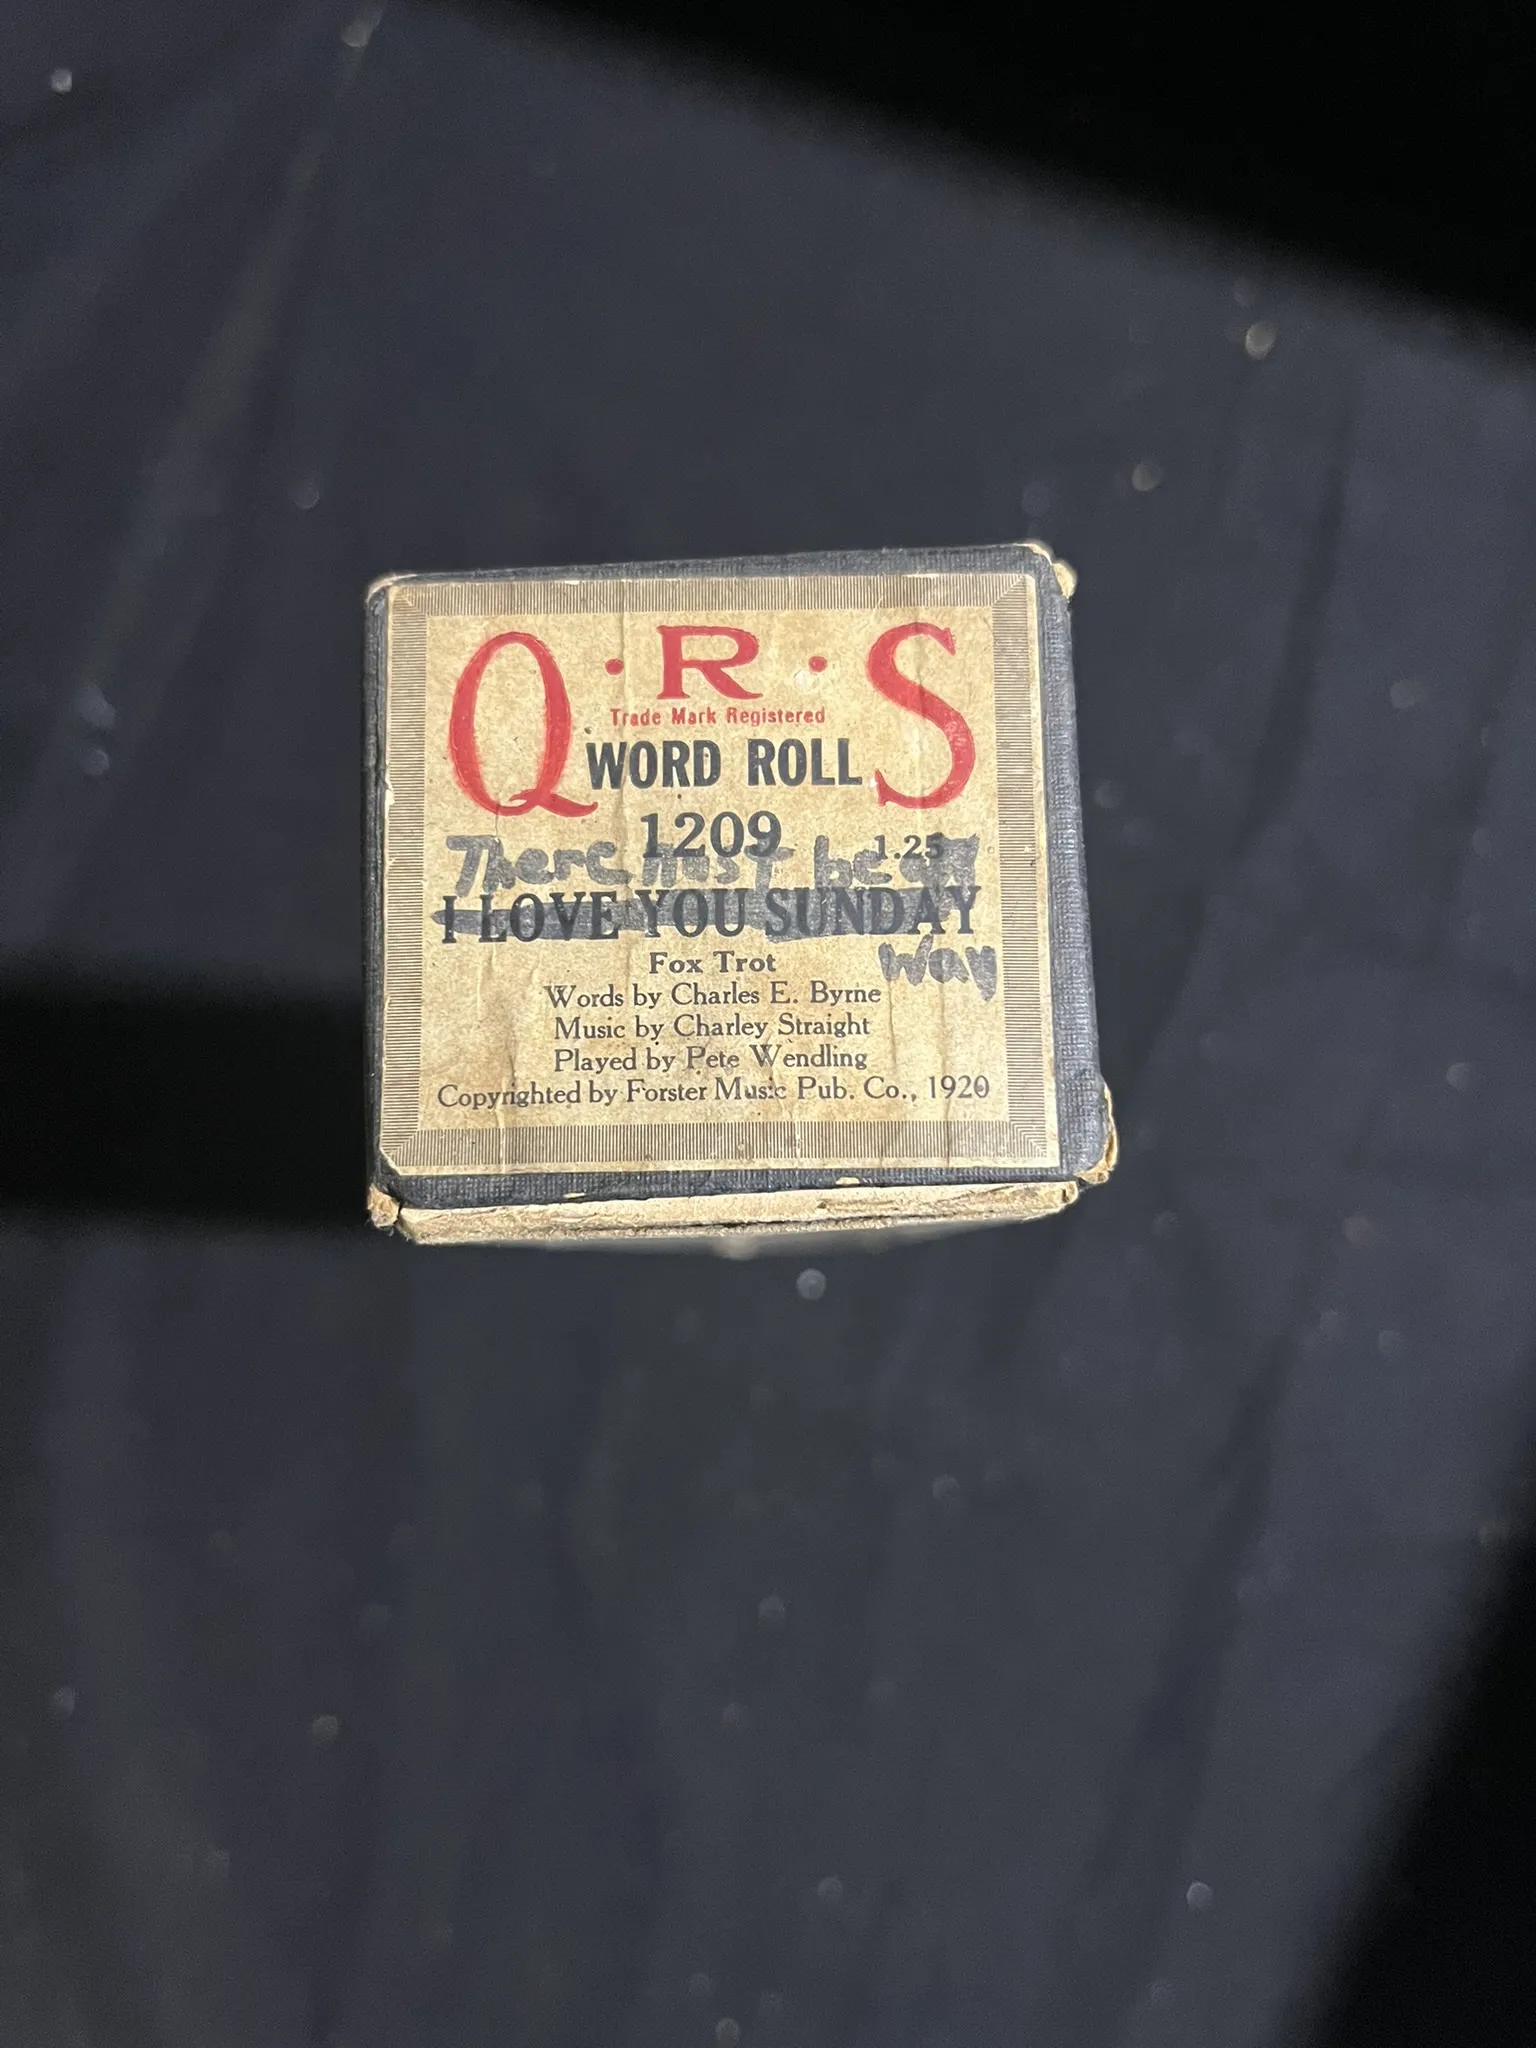 Q·R·S
Trade Mark Registered
WORD ROLL
1209
1.25
There must be a
I LOVE YOU SUNDAY
Way
Fox Trot
Words by Charles E. Byrne
Music by Charley Straight
Played by Pete Wendling
Copyrighted by Forster Music Pub. Co., 1920